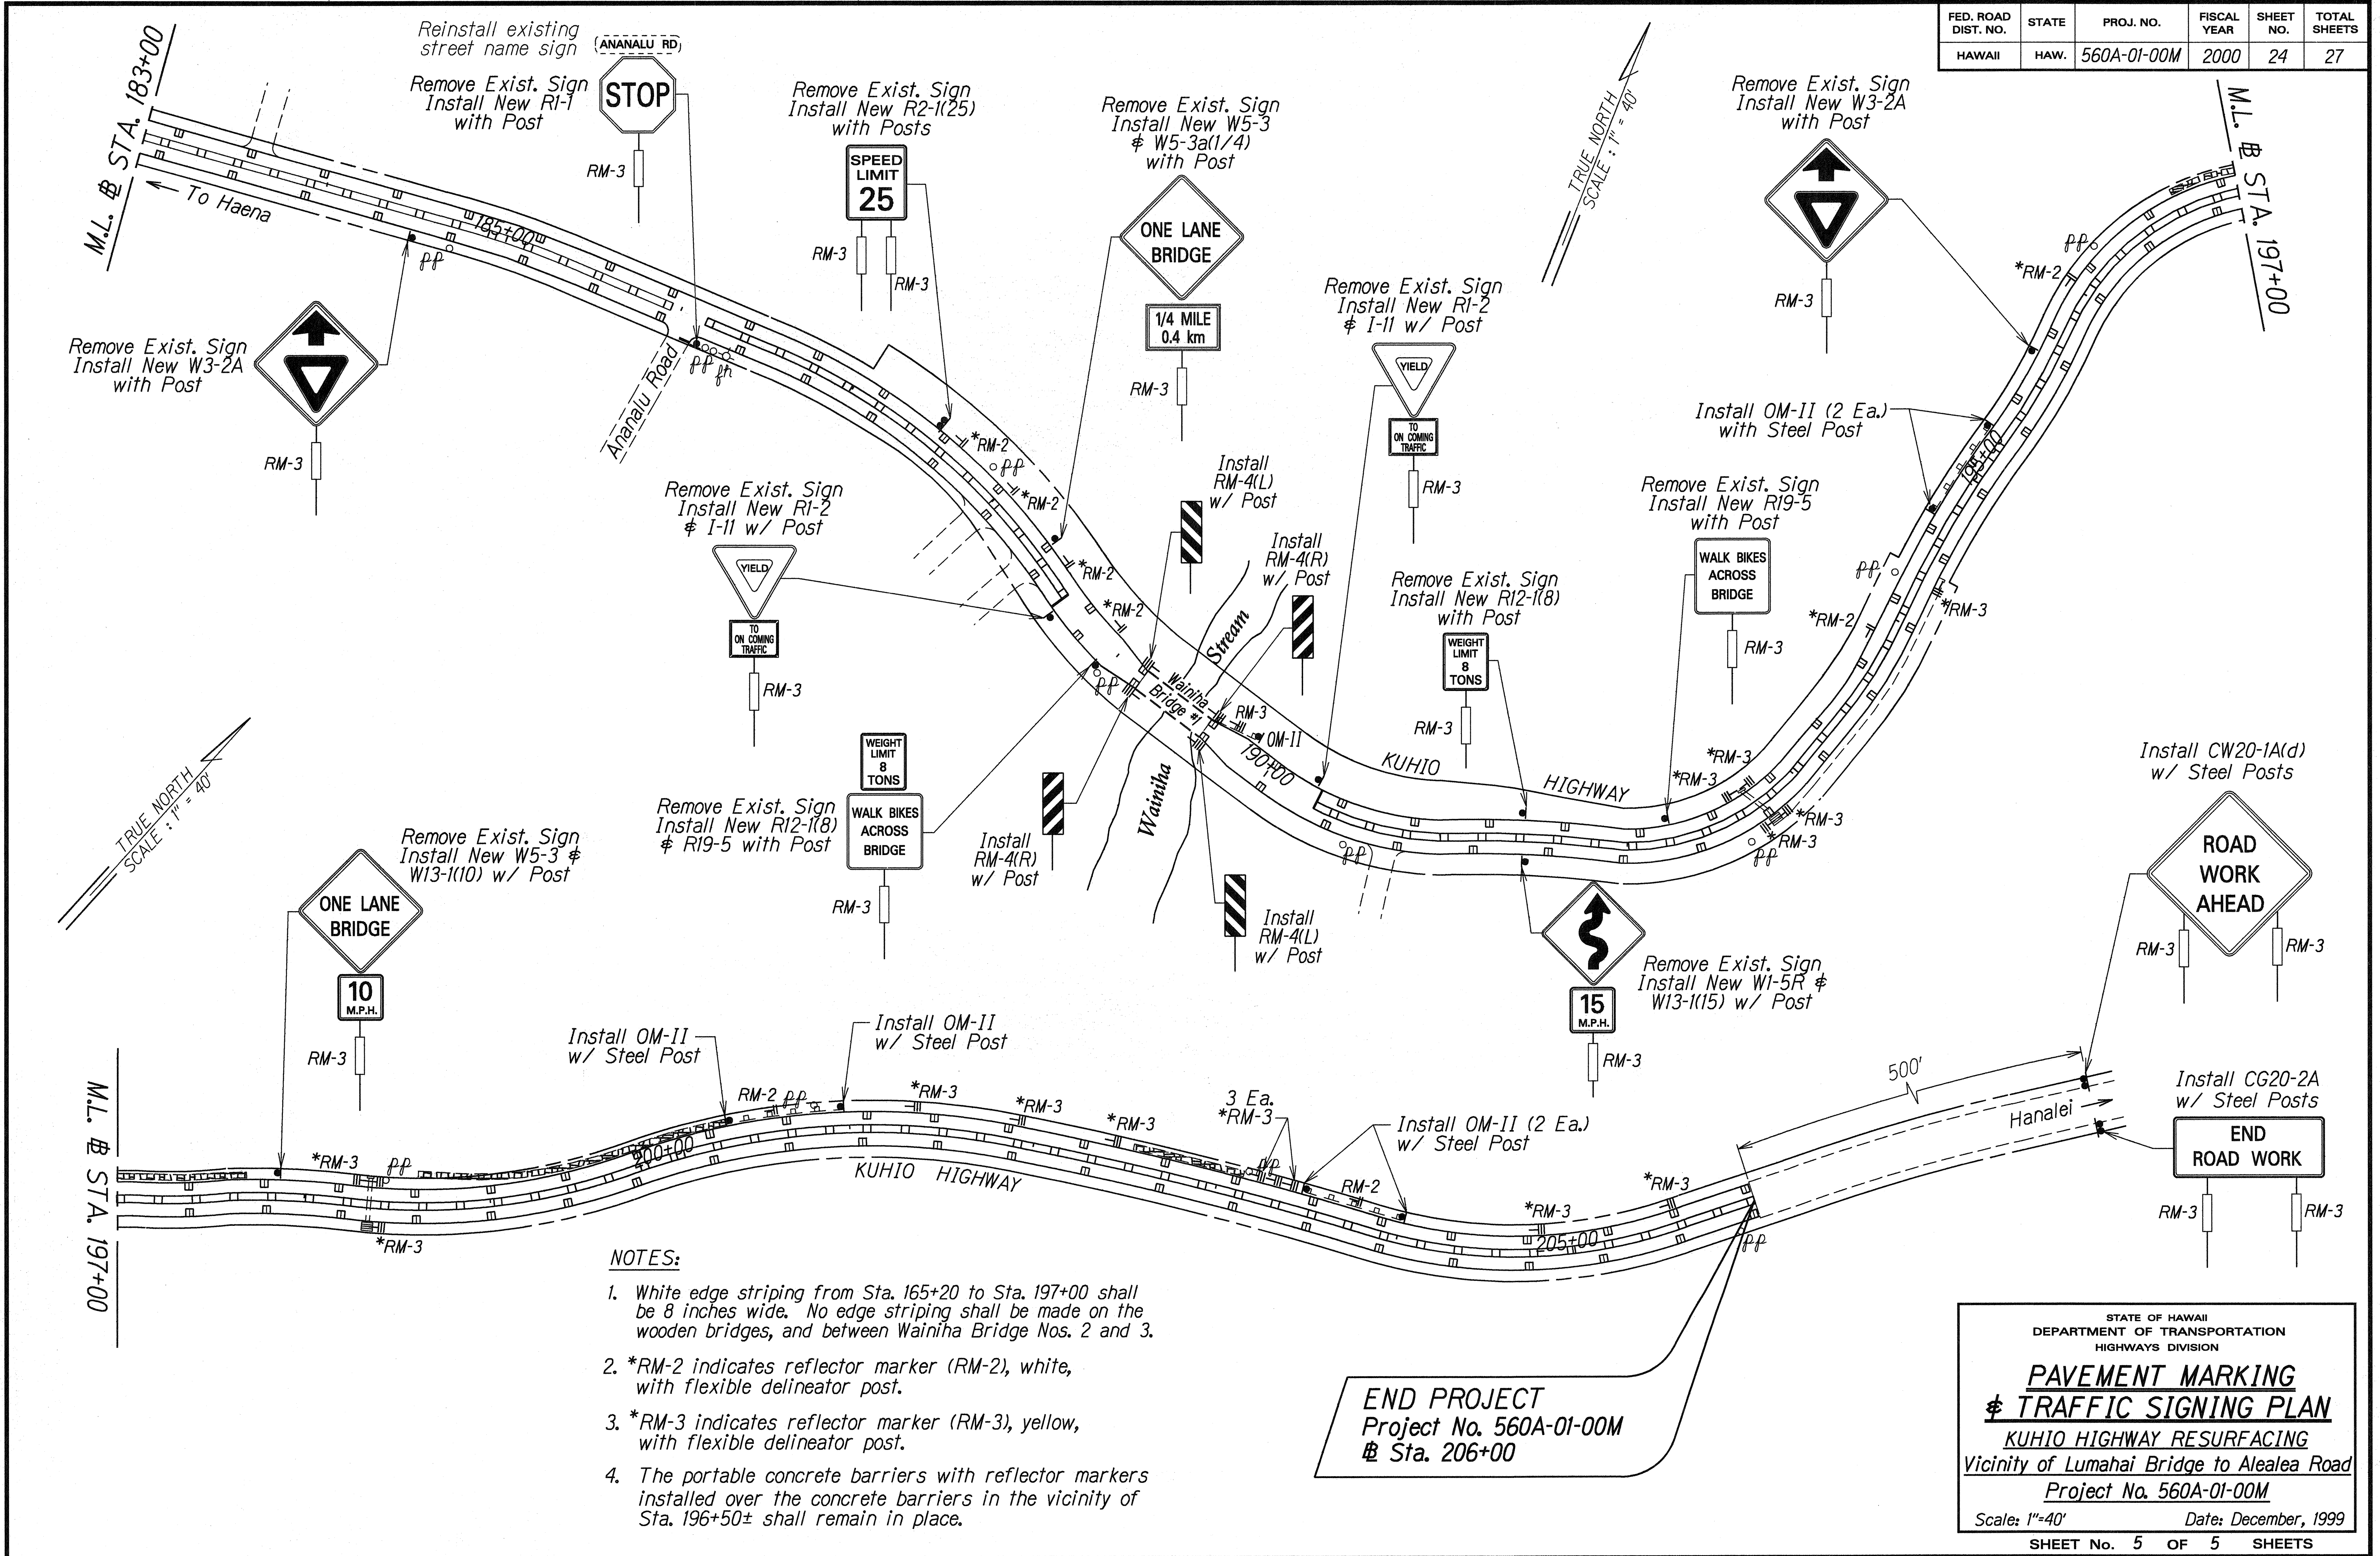 FED. ROAD DIST. NO.
STATE
PROJ. NO.
FISCAL YEAR
SHEET NO.
TOTAL SHEETS
HAWAII
HAW.
560A-01-00M
2000
24
27
M.L. ⅊ STA. 183+00
To Haena
Reinstall existing
street name sign
ANANALU RD
Remove Exist. Sign
Install New R1-1
with Post
STOP
RM-3
Remove Exist. Sign
Install New R2-1(25)
with Posts
SPEED
LIMIT
25
RM-3
RM-3
Remove Exist. Sign
Install New W5-3
& W5-3a(1/4)
with Post
ONE LANE
BRIDGE
1/4 MILE
0.4 km
RM-3
TRUE NORTH
SCALE : 1" = 40'
Remove Exist. Sign
Install New W3-2A
with Post
RM-3
M.L. ⅊ STA. 197+00
Remove Exist. Sign
Install New R1-2
& I-11 w/ Post
YIELD
TO
ON COMING
TRAFFIC
RM-3
185+00
pp
Remove Exist. Sign
Install New W3-2A
with Post
RM-3
Ananalu Road
pp
fh
*RM-2
pp
*RM-2
*RM-2
*RM-2
Remove Exist. Sign
Install New R1-2
& I-11 w/ Post
YIELD
TO
ON COMING
TRAFFIC
RM-3
Install
RM-4(L)
w/ Post
Install
RM-4(R)
w/ Post
Stream
Wainiha
Wainiha
Bridge #1
pp
RM-3
OM-II
190+00
Remove Exist. Sign
Install New R12-1(8)
with Post
WEIGHT
LIMIT
8
TONS
RM-3
Remove Exist. Sign
Install New R19-5
with Post
WALK BIKES
ACROSS
BRIDGE
RM-3
Install OM-II (2 Ea.)
with Steel Post
195+00
pp
*RM-2
pp
*RM-2
*RM-3
KUHIO HIGHWAY
*RM-3
*RM-3
*RM-3
*RM-3
pp
pp
WEIGHT
LIMIT
8
TONS
WALK BIKES
ACROSS
BRIDGE
Remove Exist. Sign
Install New R12-1(8)
& R19-5 with Post
RM-3
Install
RM-4(R)
w/ Post
Install
RM-4(L)
w/ Post
15
M.P.H.
RM-3
Remove Exist. Sign
Install New W1-5R &
W13-1(15) w/ Post
Install CW20-1A(d)
w/ Steel Posts
ROAD
WORK
AHEAD
RM-3
RM-3
TRUE NORTH
SCALE : 1" = 40'
Remove Exist. Sign
Install New W5-3 &
W13-1(10) w/ Post
ONE LANE
BRIDGE
10
M.P.H.
RM-3
M.L. ⅊ STA. 197+00
*RM-3
pp
*RM-3
Install OM-II
w/ Steel Post
Install OM-II
w/ Steel Post
RM-2
pp
200+00
*RM-3
*RM-3
*RM-3
KUHIO HIGHWAY
3 Ea.
*RM-3
pp
Install OM-II (2 Ea.)
w/ Steel Post
RM-2
*RM-3
*RM-3
205+00
pp
500'
Hanalei
Install CG20-2A
w/ Steel Posts
END
ROAD WORK
RM-3
RM-3
NOTES:
1. White edge striping from Sta. 165+20 to Sta. 197+00 shall
be 8 inches wide. No edge striping shall be made on the
wooden bridges, and between Wainiha Bridge Nos. 2 and 3.
2. *RM-2 indicates reflector marker (RM-2), white,
with flexible delineator post.
3. *RM-3 indicates reflector marker (RM-3), yellow,
with flexible delineator post.
4. The portable concrete barriers with reflector markers
installed over the concrete barriers in the vicinity of
Sta. 196+50± shall remain in place.
END PROJECT
Project No. 560A-01-00M
⅊ Sta. 206+00
STATE OF HAWAII
DEPARTMENT OF TRANSPORTATION
HIGHWAYS DIVISION
PAVEMENT MARKING
& TRAFFIC SIGNING PLAN
KUHIO HIGHWAY RESURFACING
Vicinity of Lumahai Bridge to Alealea Road
Project No. 560A-01-00M
Scale: 1"=40' Date: December, 1999
SHEET No. 5 OF 5 SHEETS